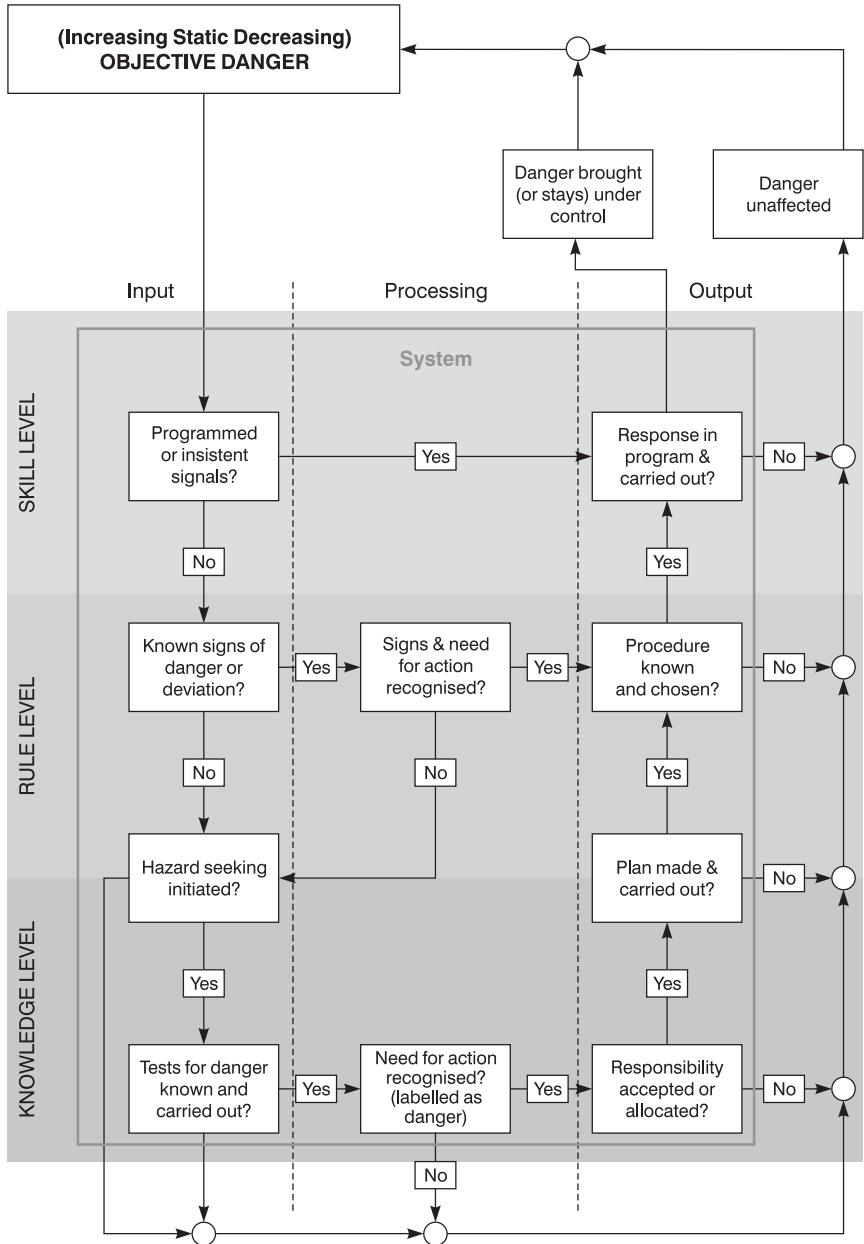 (Increasing Static Decreasing)
OBJECTIVE DANGER
Danger brought
(or stays) under
control
Danger
unaffected
Input
Processing
Output
System
SKILL LEVEL
Programmed
or insistent
signals?
Yes
Response in
program &
carried out?
No
No
Yes
RULE LEVEL
Known signs of
danger or
deviation?
Yes
Signs & need
for action
recognised?
Yes
Procedure
known
and chosen?
No
No
No
Yes
Hazard seeking
initiated?
Plan made &
carried out?
No
KNOWLEDGE LEVEL
Yes
Yes
Tests for danger
known and
carried out?
Yes
Need for action
recognised?
(labelled as
danger)
Yes
Responsibility
accepted or
allocated?
No
No